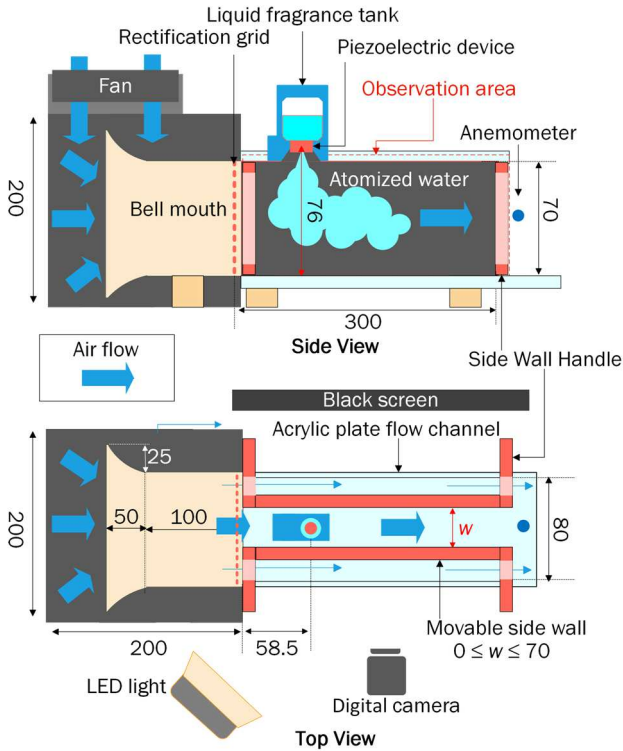 Liquid fragrance tank
Rectification grid
Piezoelectric device
Fan
Observation area
Anemometer
200
Bell mouth
Atomized water
76
70
300
Side View
Air flow
Side Wall Handle
Black screen
Acrylic plate flow channel
25
200
50
100
w
80
200
58.5
Movable side wall
0 ≤ w ≤ 70
LED light
Digital camera
Top View